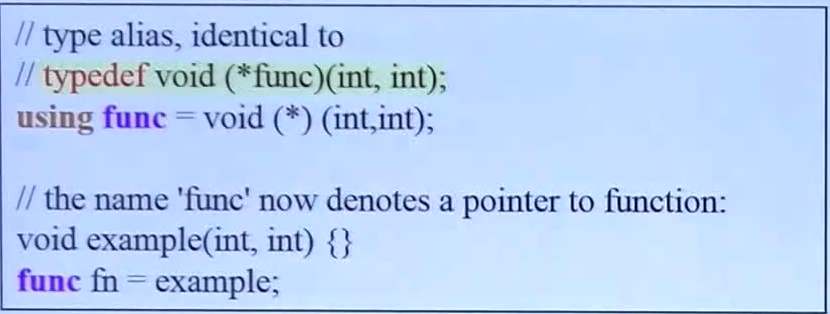 // type alias, identical to
// typedef void (*func)(int, int);
using func = void (*) (int,int);
// the name 'func' now denotes a pointer to function:
void example(int, int) {}
func fn = example;